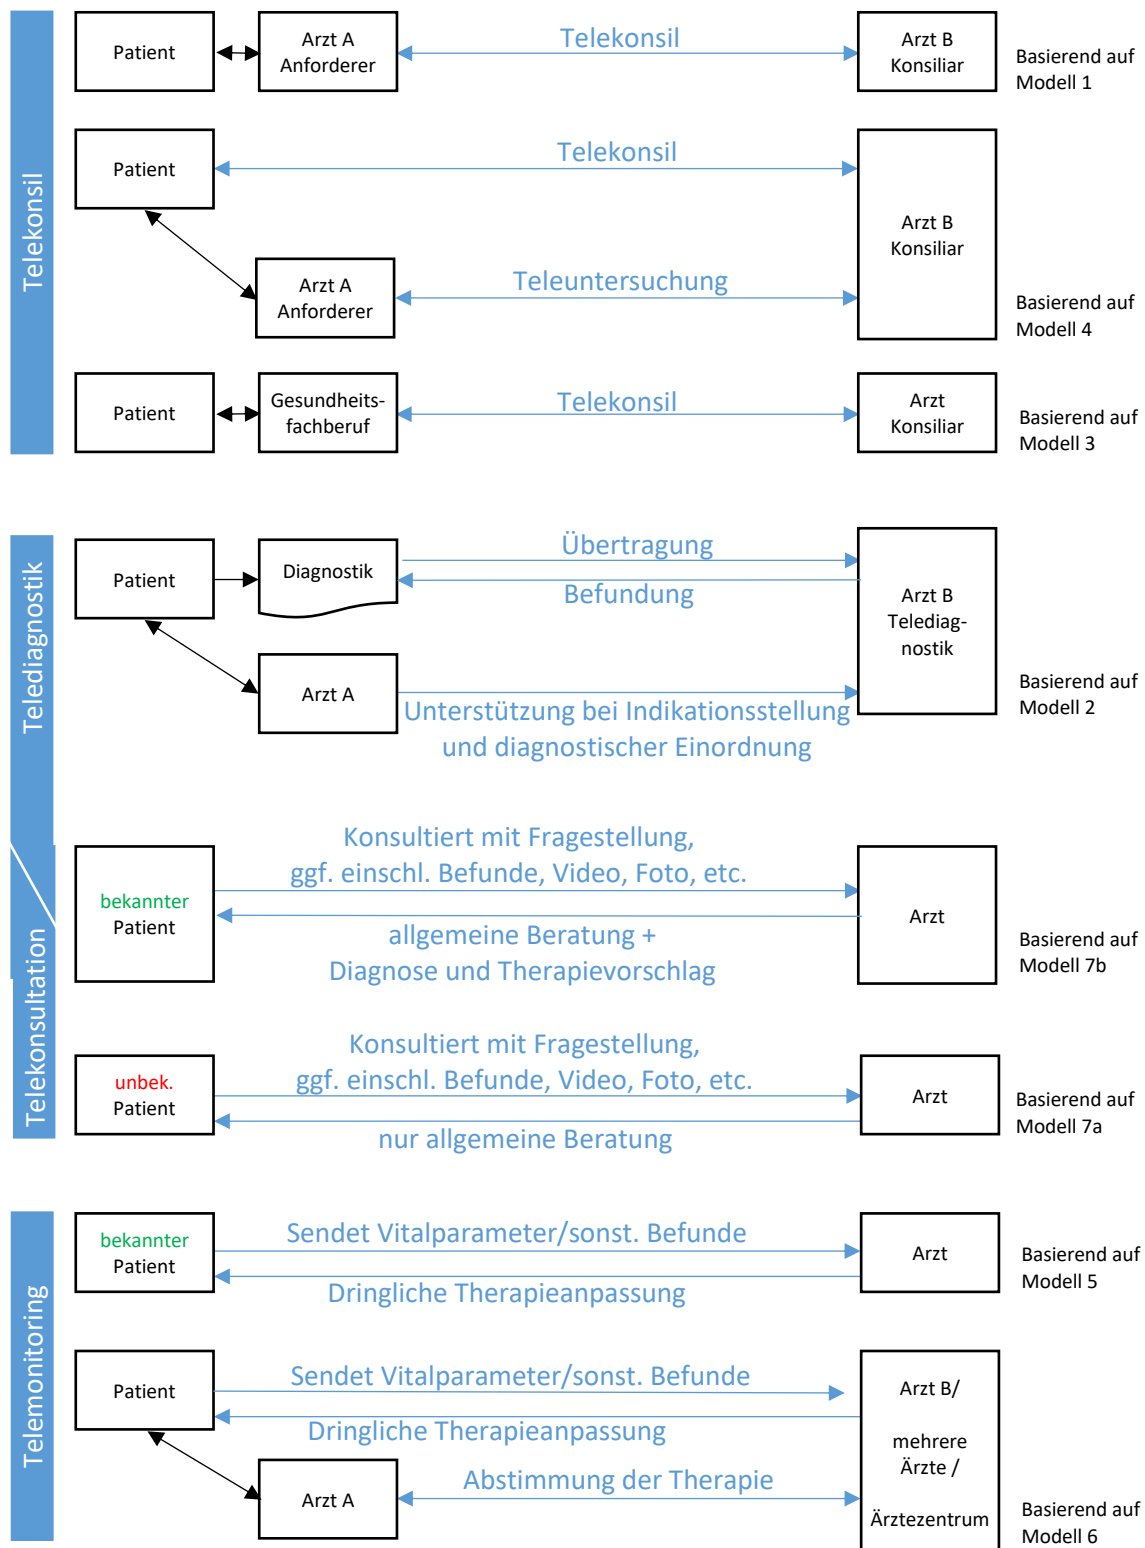 Telekonsil
Patient
Arzt A
Anforderer
Telekonsil
Arzt B
Konsiliar
Basierend auf
Modell 1
Patient
Telekonsil
Arzt B
Konsiliar
Arzt A
Anforderer
Teleuntersuchung
Basierend auf
Modell 4
Patient
Gesundheits-
fachberuf
Telekonsil
Arzt
Konsiliar
Basierend auf
Modell 3
Telediagnostik
Patient
Diagnostik
Übertragung
Befundung
Arzt B
Telediag-
nostik
Arzt A
Unterstützung bei Indikationsstellung
und diagnostischer Einordnung
Basierend auf
Modell 2
Telekonsultation
bekannter
Patient
Konsultiert mit Fragestellung,
ggf. einschl. Befunde, Video, Foto, etc.
allgemeine Beratung +
Diagnose und Therapievorschlag
Arzt
Basierend auf
Modell 7b
unbek.
Patient
Konsultiert mit Fragestellung,
ggf. einschl. Befunde, Video, Foto, etc.
nur allgemeine Beratung
Arzt
Basierend auf
Modell 7a
Telemonitoring
bekannter
Patient
Sendet Vitalparameter/sonst. Befunde
Dringliche Therapieanpassung
Arzt
Basierend auf
Modell 5
Patient
Sendet Vitalparameter/sonst. Befunde
Dringliche Therapieanpassung
Arzt A
Abstimmung der Therapie
Arzt B/
mehrere
Ärzte /
Ärztezentrum
Basierend auf
Modell 6